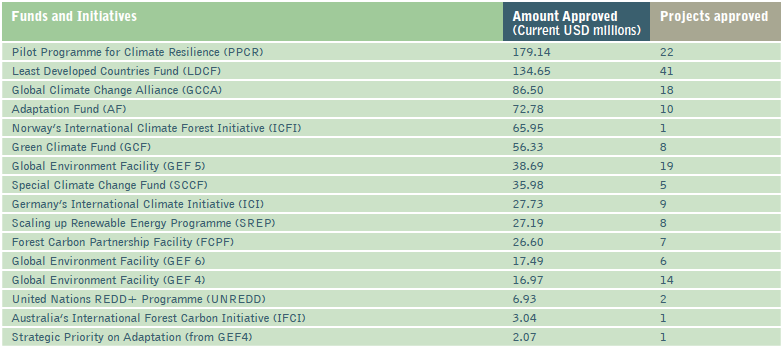 Funds and Initiatives Amount Approved (Current USD millions) Projects approved
Pilot Programme for Climate Resilience (PPCR) 179.14 22
Least Developed Countries Fund (LDCF) 134.65 41
Global Climate Change Alliance (GCCA) 86.50 18
Adaptation Fund (AF) 72.78 10
Norway's International Climate Forest Initiative (ICFI) 65.95 1
Green Climate Fund (GCF) 56.33 8
Global Environment Facility (GEF 5) 38.69 19
Special Climate Change Fund (SCCF) 35.98 5
Germany's International Climate Initiative (ICI) 27.73 9
Scaling up Renewable Energy Programme (SREP) 27.19 8
Forest Carbon Partnership Facility (FCPF) 26.60 7
Global Environment Facility (GEF 6) 17.49 6
Global Environment Facility (GEF 4) 16.97 14
United Nations REDD+ Programme (UNREDD) 6.93 2
Australia's International Forest Carbon Initiative (IFCI) 3.04 1
Strategic Priority on Adaptation (from GEF4) 2.07 1